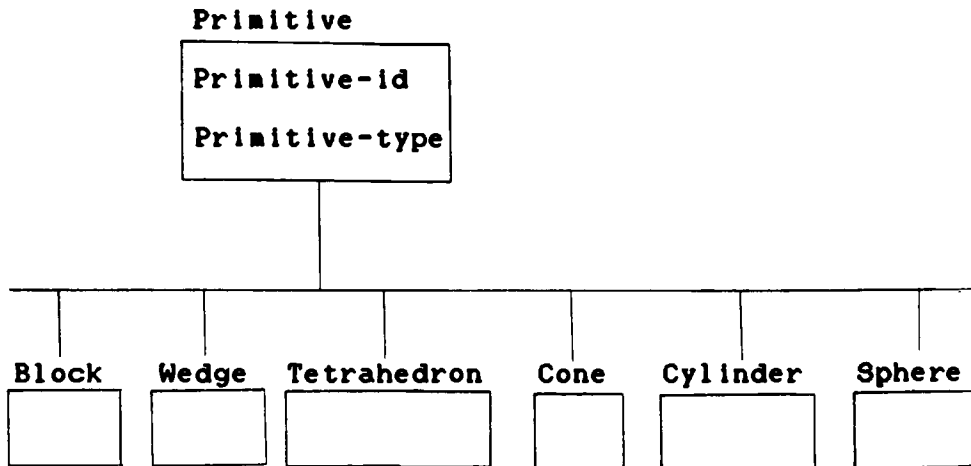 Primitive
Primitive-id
Primitive-type
Block Wedge Tetrahedron Cone Cylinder Sphere